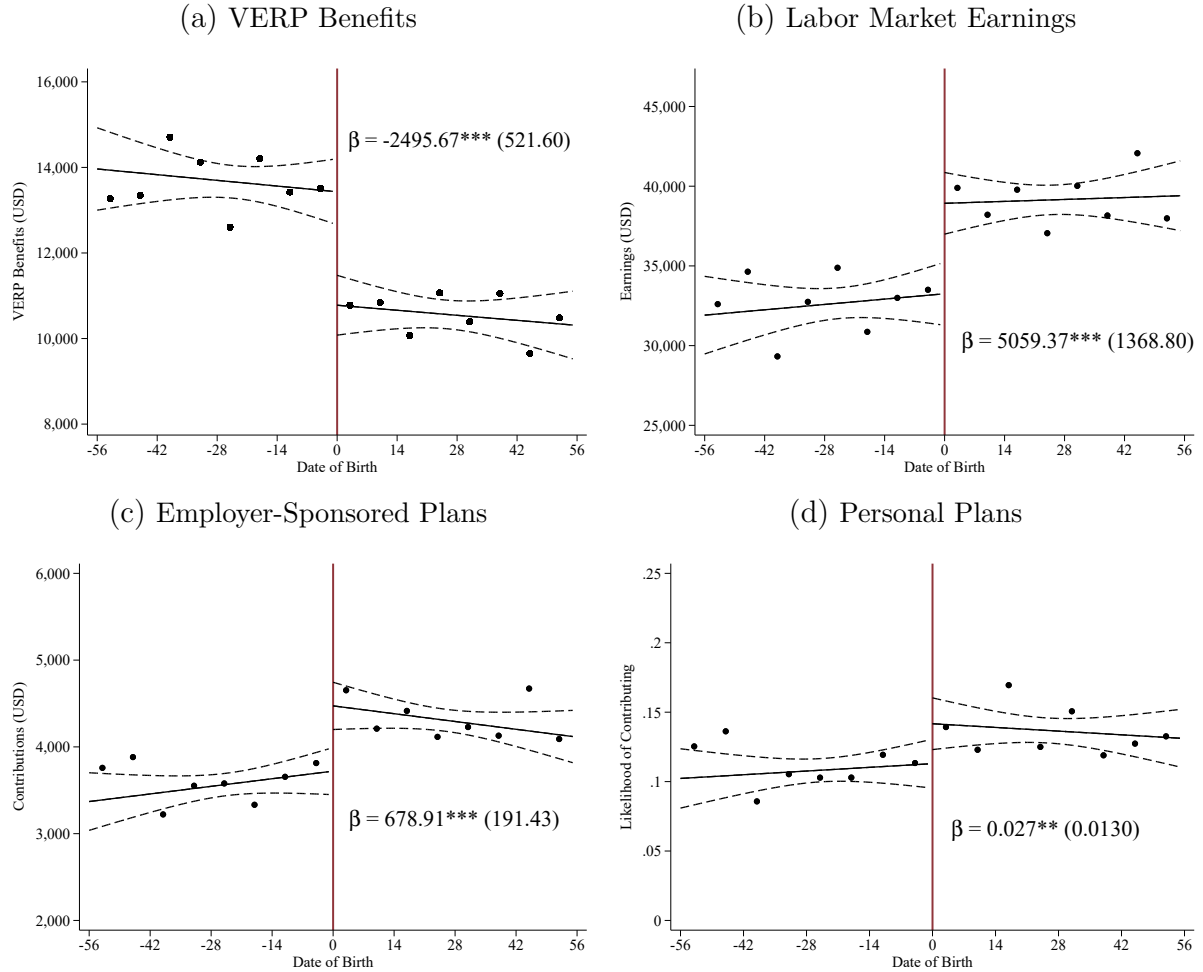 (a) VERP Benefits
VERP Benefits (USD)
16,000
14,000
12,000
10,000
8,000
β = -2495.67*** (521.60)
-56 -42 -28 -14 0 14 28 42 56
Date of Birth
(b) Labor Market Earnings
Earnings (USD)
45,000
40,000
35,000
30,000
25,000
β = 5059.37*** (1368.80)
-56 -42 -28 -14 0 14 28 42 56
Date of Birth
(c) Employer-Sponsored Plans
Contributions (USD)
6,000
5,000
4,000
3,000
2,000
β = 678.91*** (191.43)
-56 -42 -28 -14 0 14 28 42 56
Date of Birth
(d) Personal Plans
Likelihood of Contributing
.25
.2
.15
.1
.05
0
β = 0.027** (0.0130)
-56 -42 -28 -14 0 14 28 42 56
Date of Birth